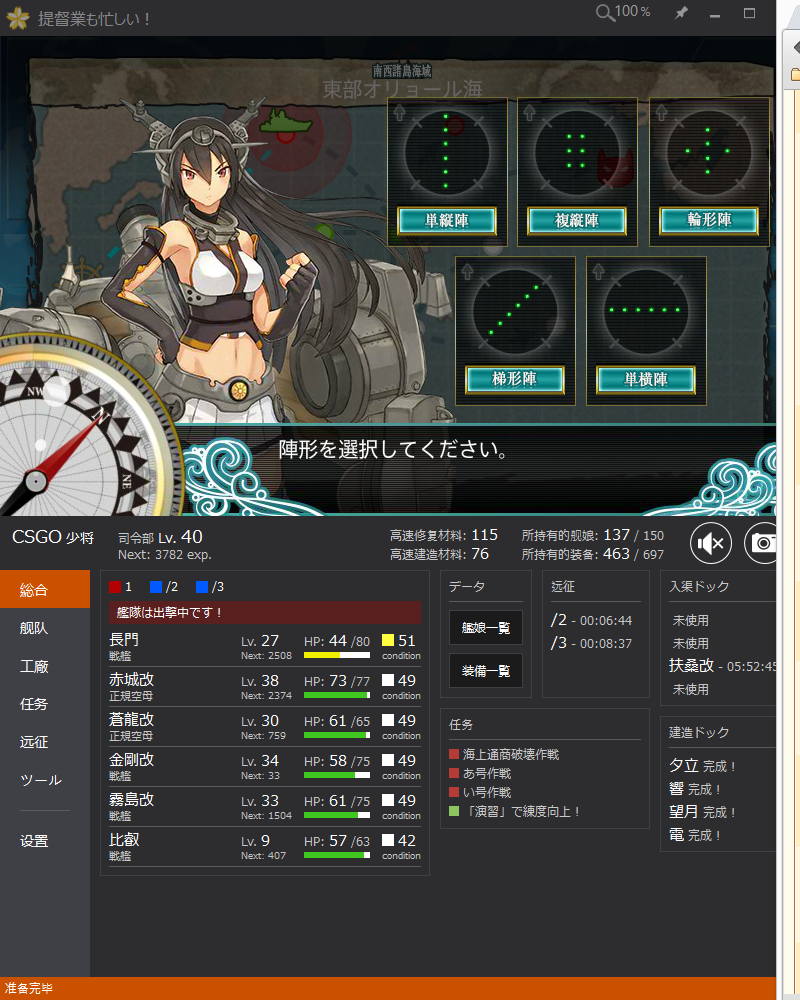 提督業も忙しい！
100%
南西諸島海域
東部オリョール海
単縦陣
複縦陣
輪形陣
梯形陣
単横陣
NW
N
NE
陣形を選択してください。
CSGO 少将
司令部 Lv. 40
Next: 3782 exp.
高速修复材料: 115
高速建造材料: 76
所持有的舰娘: 137 / 150
所持有的装备: 463 / 697
総合
舰队
工廠
任务
远征
ツール
设置
1
/2
/3
艦隊は出撃中です！
長門
戦艦
Lv. 27
Next: 2508
HP: 44 /80
51
condition
赤城改
正規空母
Lv. 38
Next: 2374
HP: 73 /77
49
condition
蒼龍改
正規空母
Lv. 30
Next: 759
HP: 61 /65
49
condition
金剛改
戦艦
Lv. 34
Next: 33
HP: 58 /75
49
condition
霧島改
戦艦
Lv. 33
Next: 1504
HP: 61 /75
49
condition
比叡
戦艦
Lv. 9
Next: 407
HP: 57 /63
42
condition
データ
艦娘一覧
装備一覧
远征
/2 - 00:06:44
/3 - 00:08:37
任务
海上通商破壊作戦
あ号作戦
い号作戦
「演習」で練度向上！
入渠ドック
未使用
未使用
扶桑改 - 05:52:45
未使用
建造ドック
夕立 完成！
響 完成！
望月 完成！
電 完成！
准备完毕